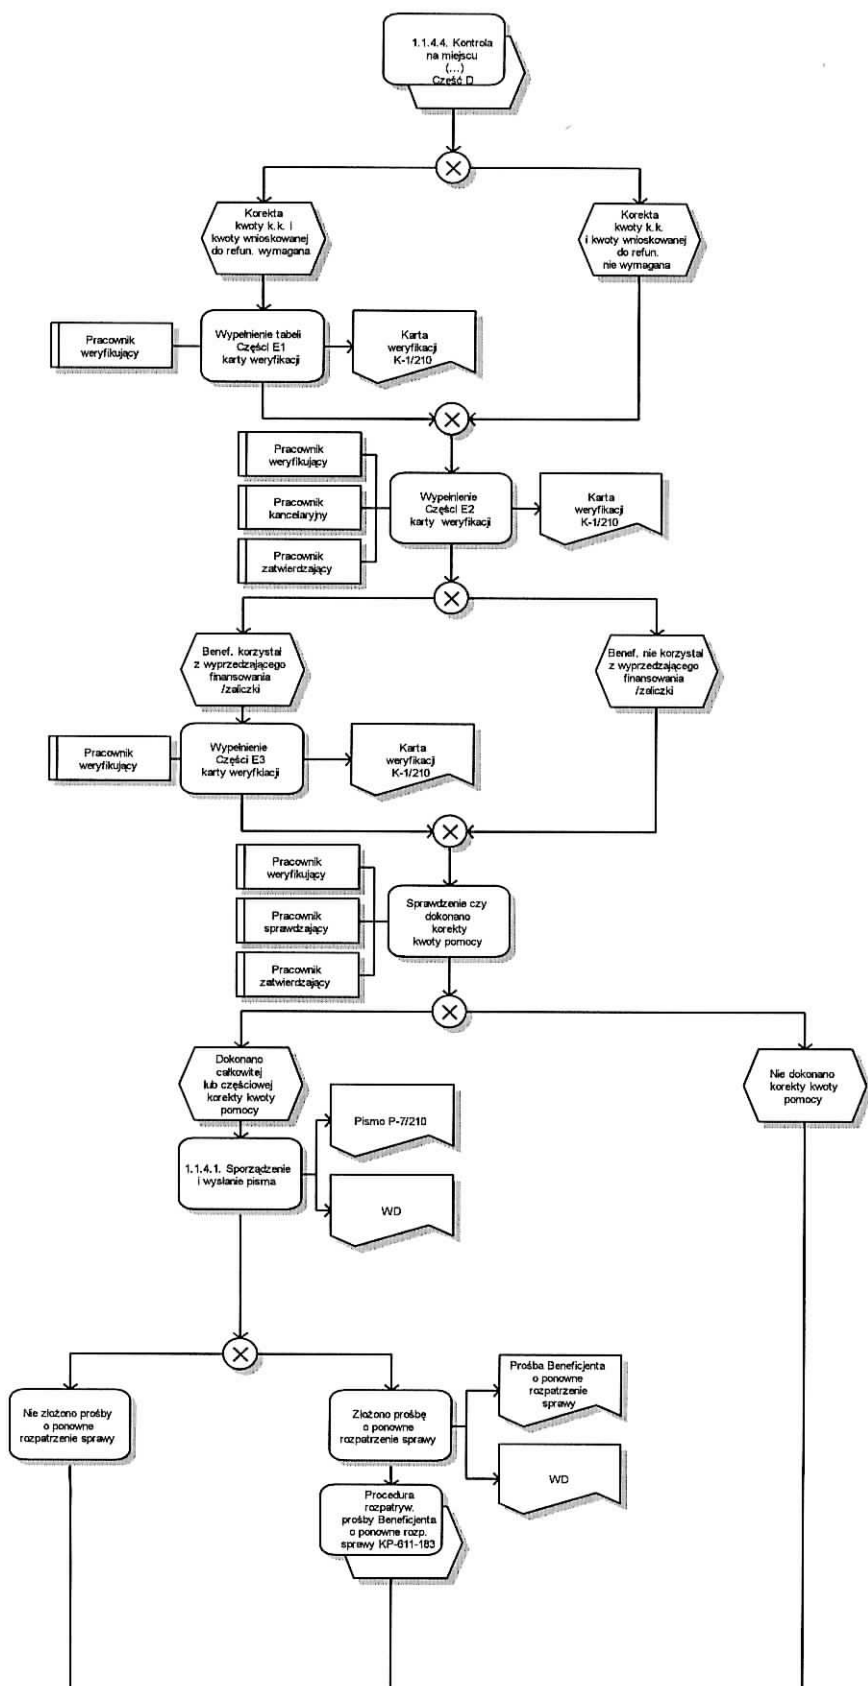 1.1.4.4. Kontrola
na miejscu
(...)
Część D
Korekta
kwoty k.k. i
kwoty wnioskowanej
do refun. wymagana
Korekta
kwoty k.k.
i kwoty wnioskowanej
do refun.
nie wymagana
Pracownik
weryfikujący
Wypełnienie tabeli
Części E1
karty weryfikacji
Karta
weryfikacji
K-1/210
Pracownik
weryfikujący
Pracownik
kancelaryjny
Pracownik
zatwierdzający
Wypełnienie
Części E2
karty weryfikacji
Karta
weryfikacji
K-1/210
Benef. korzystał
z wyprzedzającego
finansowania
/zaliczki
Benef. nie korzystał
z wyprzedzającego
finansowania
/zaliczki
Pracownik
weryfikujący
Wypełnienie
Części E3
karty weryfkiacji
Karta
weryfikacji
K-1/210
Pracownik
weryfikujący
Pracownik
sprawdzający
Pracownik
zatwierdzający
Sprawdzenie czy
dokonano
korekty
kwoty pomocy
Dokonano
całkowitej
lub częściowej
korekty kwoty
pomocy
Nie dokonano
korekty kwoty
pomocy
1.1.4.1. Sporządzenie
i wysłanie pisma
Pismo P-7/210
WD
Nie złożono prośby
o ponowne
rozpatrzenie sprawy
Złożono prośbę
o ponowne
rozpatrzenie sprawy
Prośba Beneficjenta
o ponowne
rozpatrzenie
sprawy
WD
Procedura
rozpatryw.
prośby Beneficjenta
o ponowne rozp.
sprawy KP-611-183